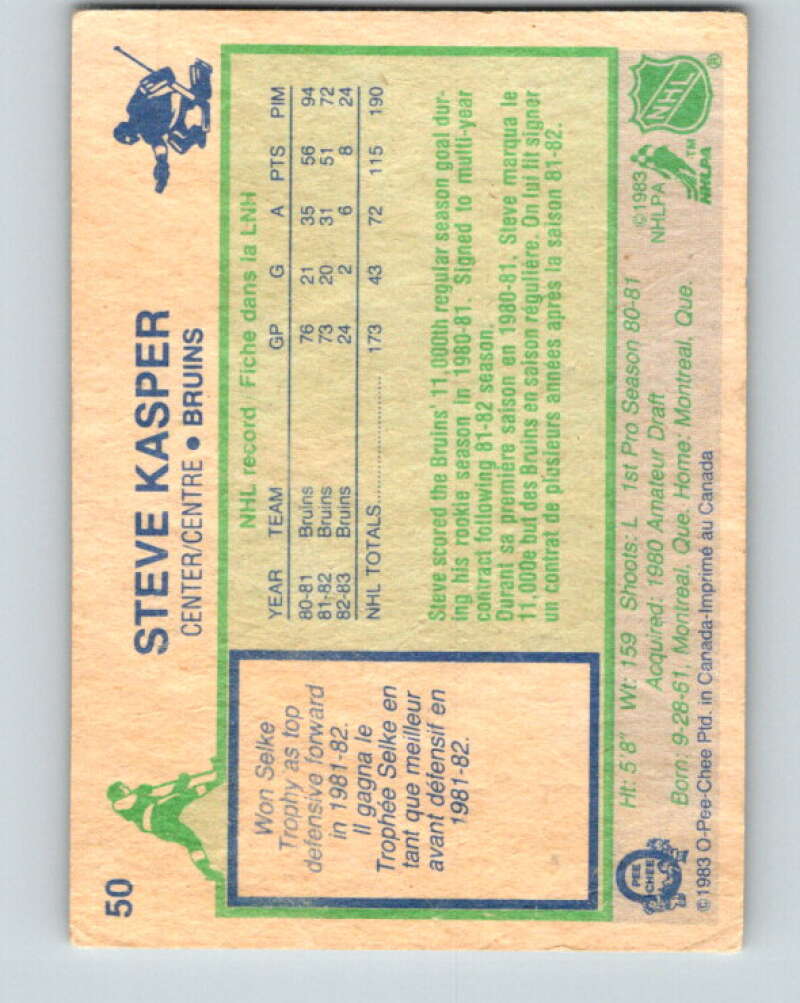 50
STEVE KASPER
CENTER/CENTRE • BRUINS
Won Selke
Trophy as top
defensive forward
in 1981-82.
Il gagna le
Trophée Selke en
tant que meilleur
avant défensif en
1981-82.
NHL record/Fiche dans la LNH
YEAR TEAM GP G A PTS PIM
80-81 Bruins 76 21 35 56 94
81-82 Bruins 73 20 31 51 72
82-83 Bruins 24 2 6 8 24
NHL TOTALS 173 43 72 115 190
Steve scored the Bruins' 11,000th regular season goal dur-
ing his rookie season in 1980-81. Signed to multi-year
contract following 81-82 season.
Durant sa première saison en 1980-81, Steve marqua le
11,000e but des Bruins en saison régulière. On lui fit signer
un contrat de plusieurs années après la saison 81-82.
Ht: 5'8" Wt: 159 Shoots: L 1st Pro Season 80-81
Acquired: 1980 Amateur Draft
Born: 9-28-61, Montreal, Que. Home: Montreal, Que.
©1983 O-Pee-Chee Ptd. in Canada-Imprimé au Canada
O
PEE
CHEE
©1983
NHLPA
TM
NHLPA
NHL
®